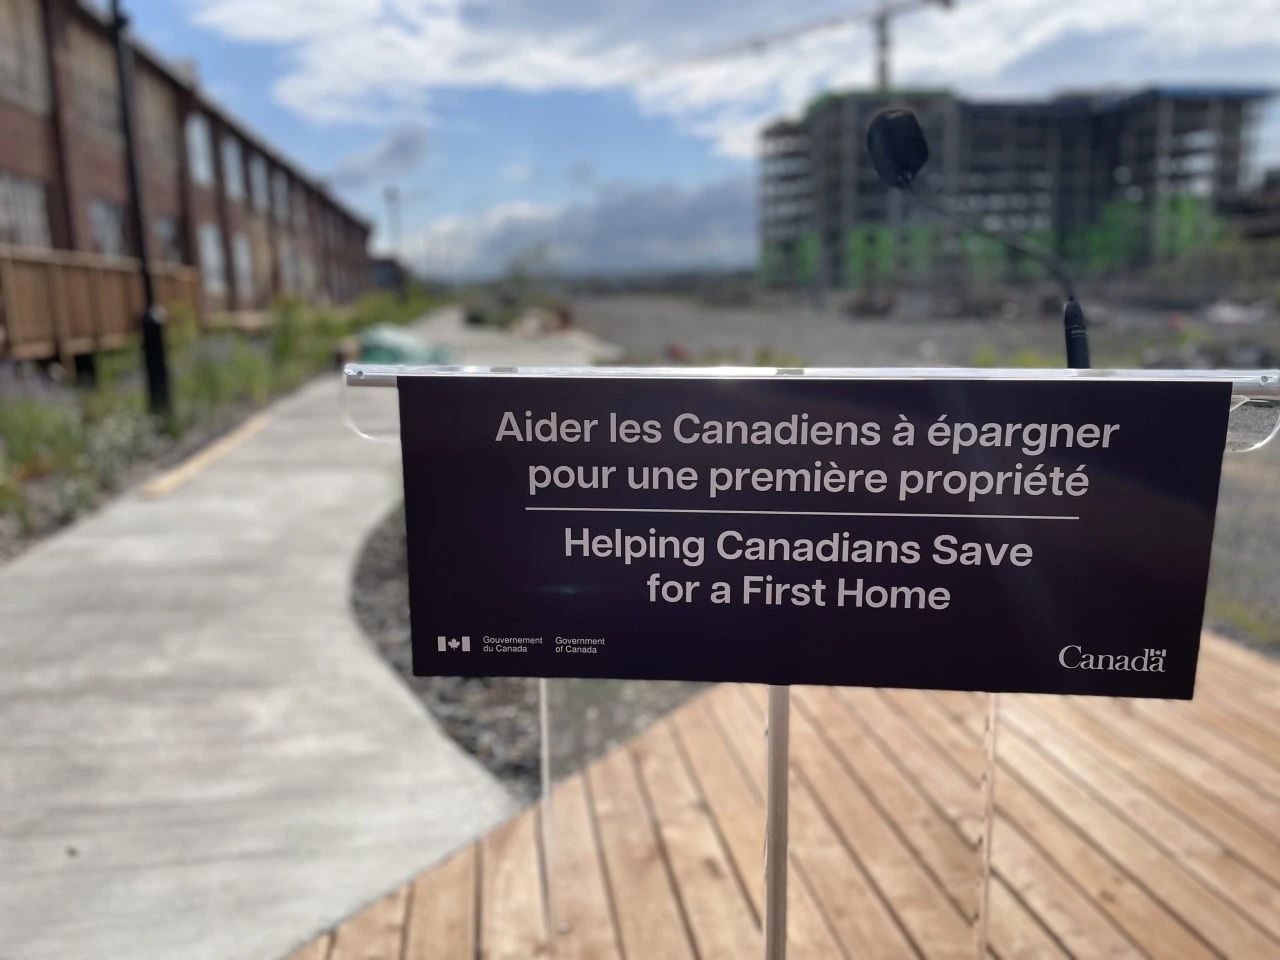 Aider les Canadiens à épargner
pour une première propriété
Helping Canadians Save
for a First Home
Gouvernement
du Canada
Government
of Canada
Canada